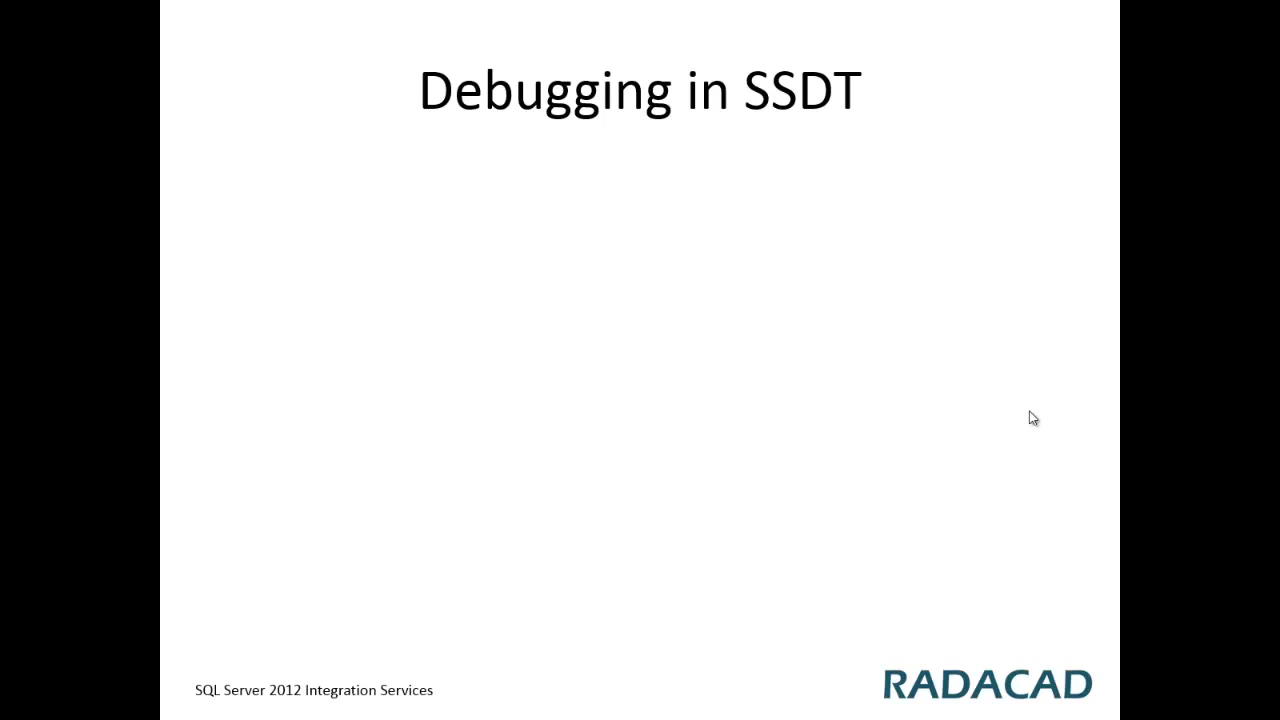 Debugging in SSDT
SQL Server 2012 Integration Services
RADACAD